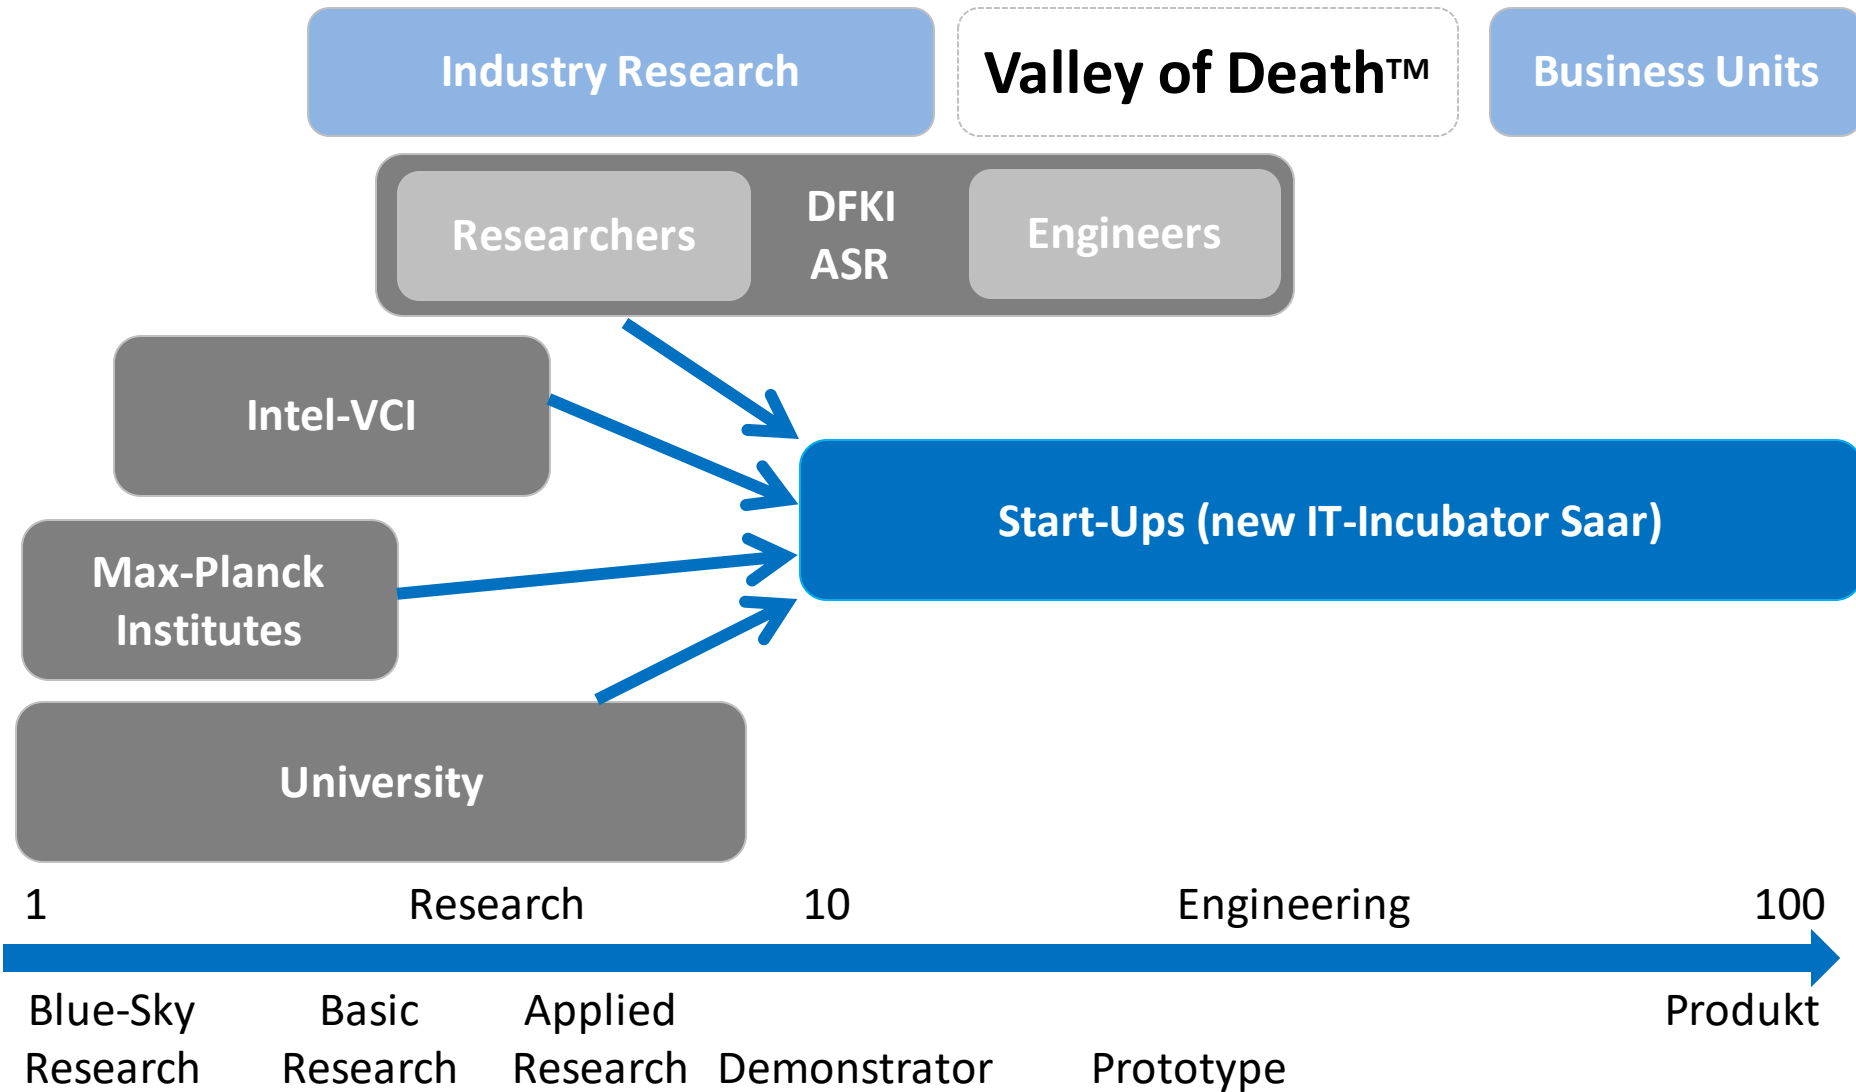 Industry Research
Valley of Death™
Business Units
Researchers
DFKI
ASR
Engineers
Intel-VCI
Start-Ups (new IT-Incubator Saar)
Max-Planck
Institutes
University
1
Research
10
Engineering
100
Blue-Sky
Research
Basic
Research
Applied
Research
Demonstrator
Prototype
Produkt